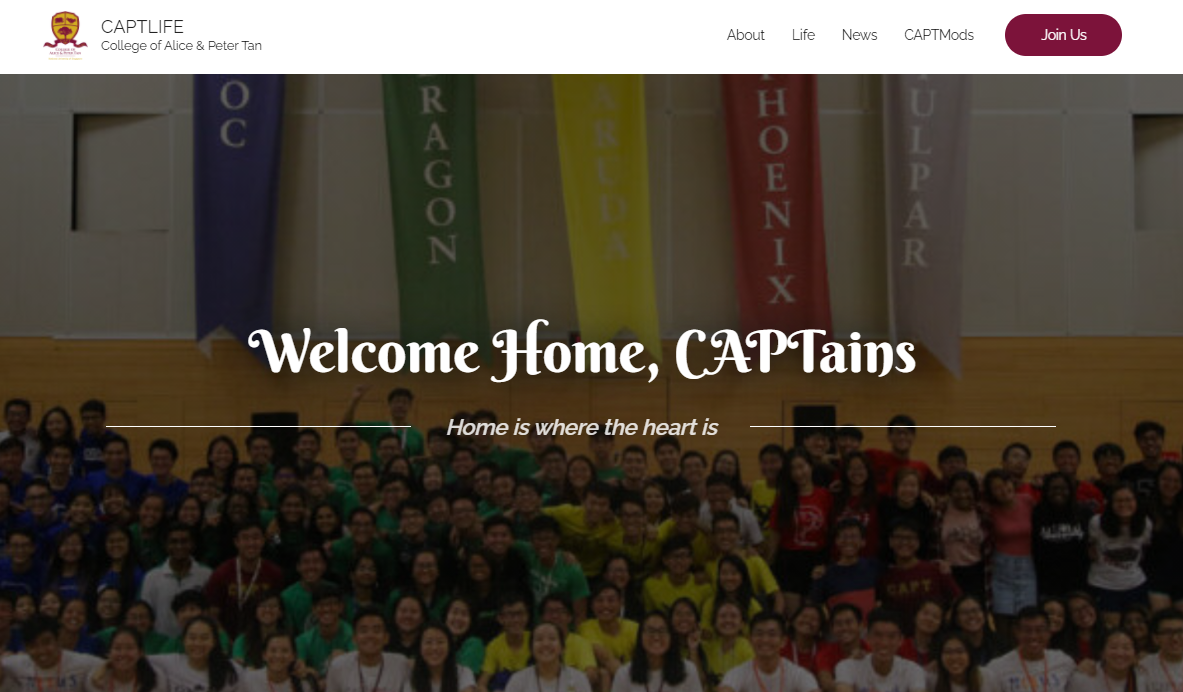 CAPTLIFE
College of Alice & Peter Tan
About Life News CAPTMods Join Us
OC
RAGON
ARUDA
PHOENIX
ULPAR
Welcome Home, CAPTains
Home is where the heart is
CAPT